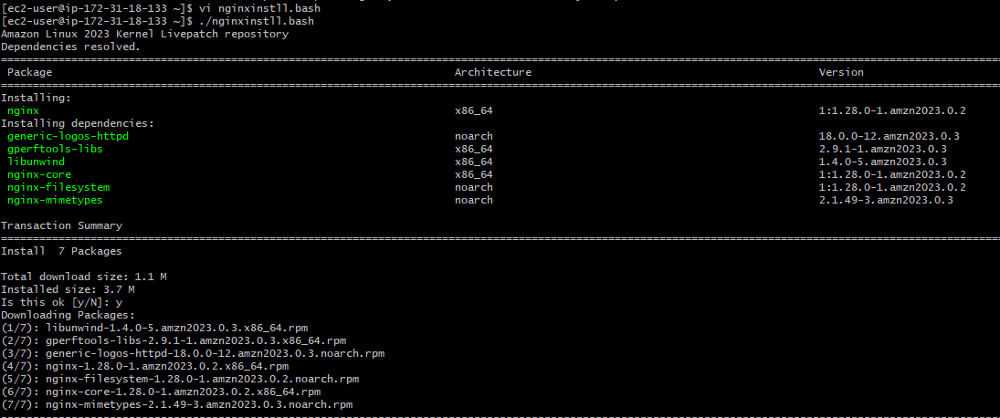 [ec2-user@ip-172-31-18-133 ~]$ vi nginxinstll.bash
[ec2-user@ip-172-31-18-133 ~]$ ./nginxinstll.bash
Amazon Linux 2023 Kernel Livepatch repository
Dependencies resolved.
Package Architecture Version
Installing:
nginx x86_64 1:1.28.0-1.amzn2023.0.2
Installing dependencies:
generic-logos-httpd noarch 18.0.0-12.amzn2023.0.3
gperftools-libs x86_64 2.9.1-1.amzn2023.0.3
libunwind x86_64 1.4.0-5.amzn2023.0.3
nginx-core x86_64 1:1.28.0-1.amzn2023.0.2
nginx-filesystem noarch 1:1.28.0-1.amzn2023.0.2
nginx-mimetypes noarch 2.1.49-3.amzn2023.0.3
Transaction Summary
Install  7 Packages
Total download size: 1.1 M
Installed size: 3.7 M
Is this ok [y/N]: y
Downloading Packages:
(1/7): libunwind-1.4.0-5.amzn2023.0.3.x86_64.rpm
(2/7): gperftools-libs-2.9.1-1.amzn2023.0.3.x86_64.rpm
(3/7): generic-logos-httpd-18.0.0-12.amzn2023.0.3.noarch.rpm
(4/7): nginx-1.28.0-1.amzn2023.0.2.x86_64.rpm
(5/7): nginx-filesystem-1.28.0-1.amzn2023.0.2.noarch.rpm
(6/7): nginx-core-1.28.0-1.amzn2023.0.2.x86_64.rpm
(7/7): nginx-mimetypes-2.1.49-3.amzn2023.0.3.noarch.rpm